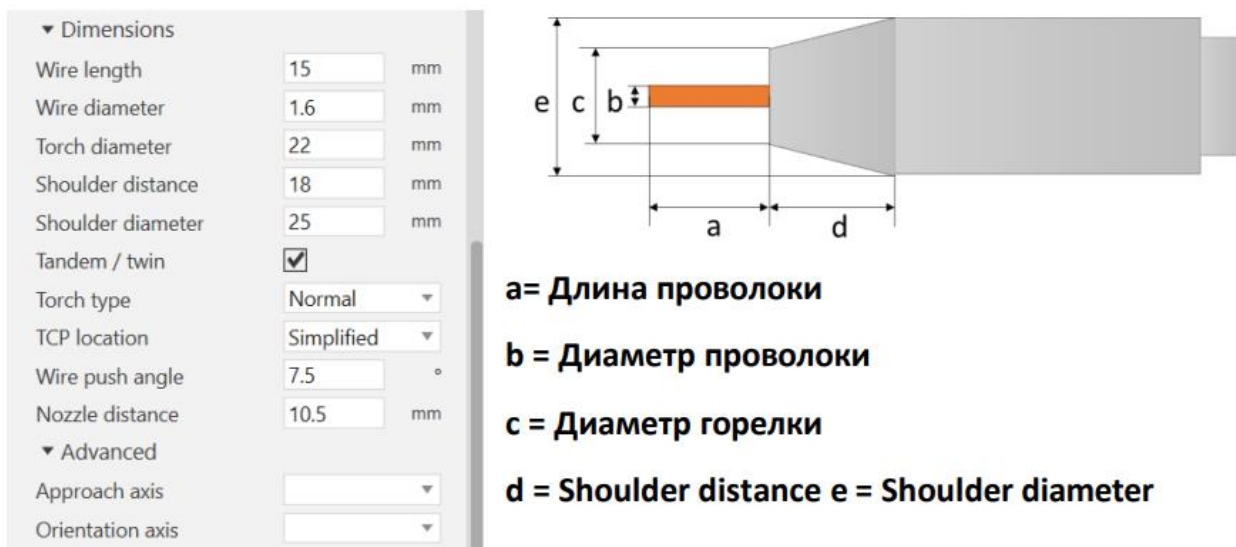 Dimensions
Wire length 15 mm
Wire diameter 1.6 mm
Torch diameter 22 mm
Shoulder distance 18 mm
Shoulder diameter 25 mm
Tandem / twin
Torch type Normal
TCP location Simplified
Wire push angle 7.5 °
Nozzle distance 10.5 mm
Advanced
Approach axis
Orientation axis
e c b
a d
a= Длина проволоки
b = Диаметр проволоки
c = Диаметр горелки
d = Shoulder distance e = Shoulder diameter